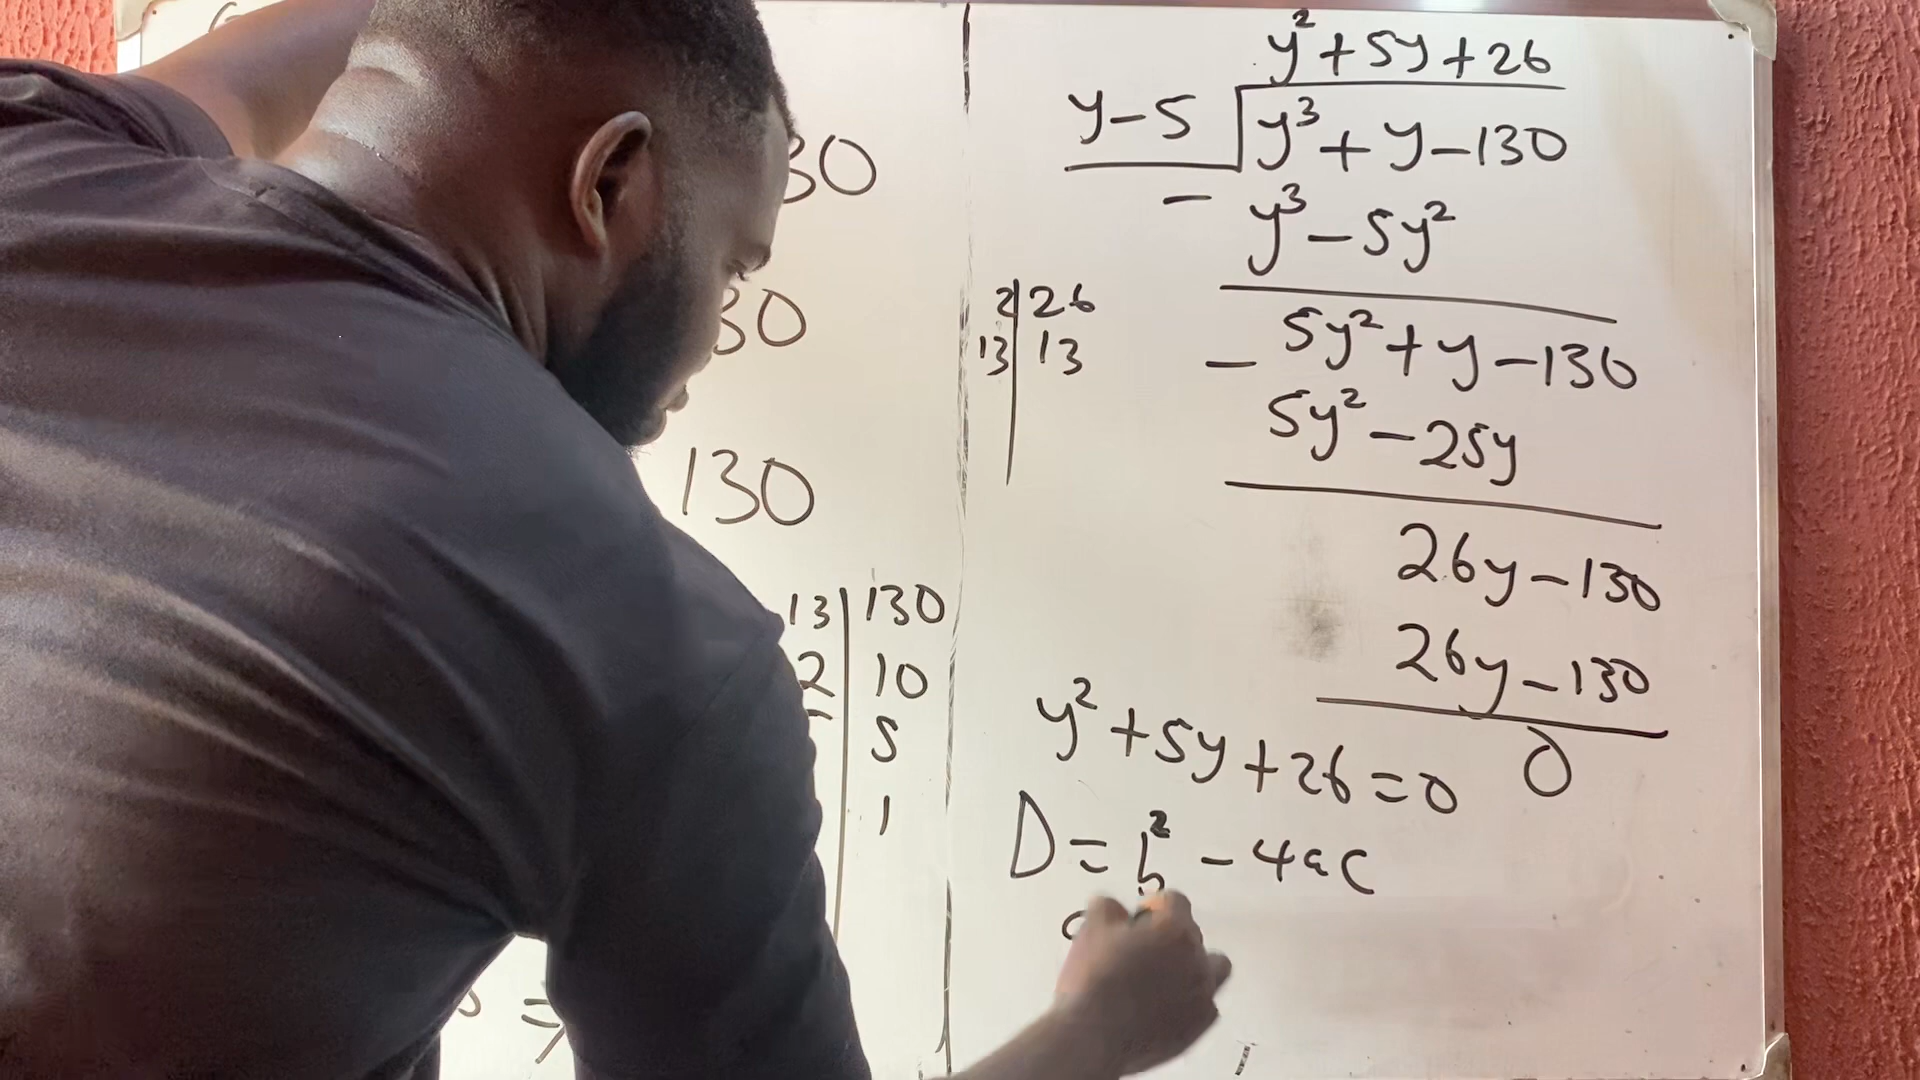 30
30
130
13 | 130
2 | 10
5
1
y² + 5y + 26
y - 5 | y³ + y - 130
- y³ - 5y²
2 | 26
13 | 13
- 5y² + y - 130
5y² - 25y
26y - 130
26y - 130
0
y² + 5y + 26 = 0
D = b² - 4ac